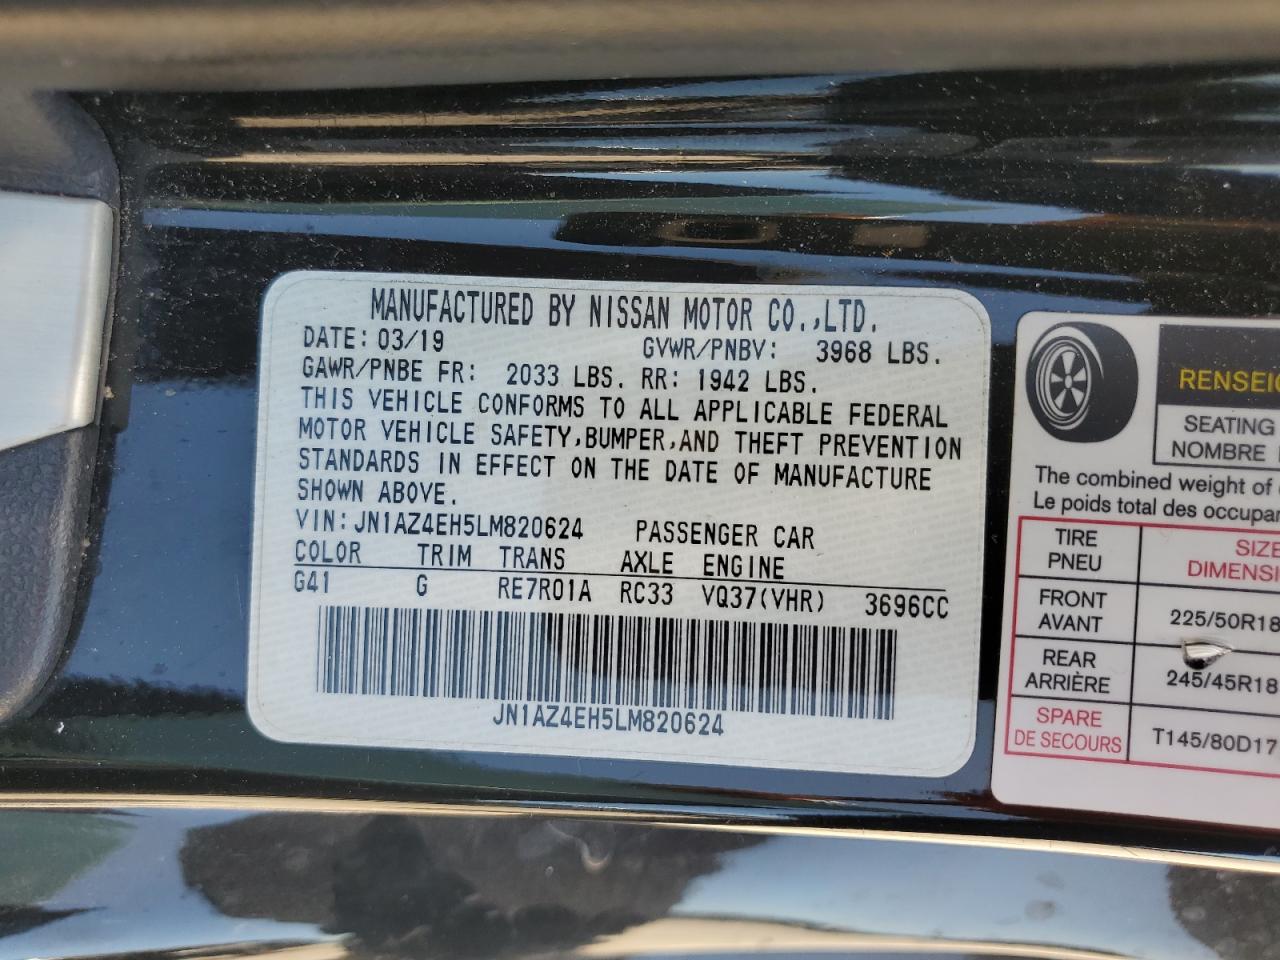 MANUFACTURED BY NISSAN MOTOR CO.,LTD.
DATE: 03/19 GVWR/PNBV: 3968 LBS.
GAWR/PNBE FR: 2033 LBS. RR: 1942 LBS.
THIS VEHICLE CONFORMS TO ALL APPLICABLE FEDERAL
MOTOR VEHICLE SAFETY,BUMPER,AND THEFT PREVENTION
STANDARDS IN EFFECT ON THE DATE OF MANUFACTURE
SHOWN ABOVE.
VIN: JN1AZ4EH5LM820624 PASSENGER CAR
COLOR TRIM TRANS AXLE ENGINE
G41 G RE7R01A RC33 VQ37(VHR) 3696CC
JN1AZ4EH5LM820624
SEATING
NOMBRE
The combined weight of
Le poids total des
TIRE
PNEU
FRONT
AVANT
225/50R18
REAR
ARRIÈRE
245/45R18
SPARE
DE SECOURS
T145/80D17